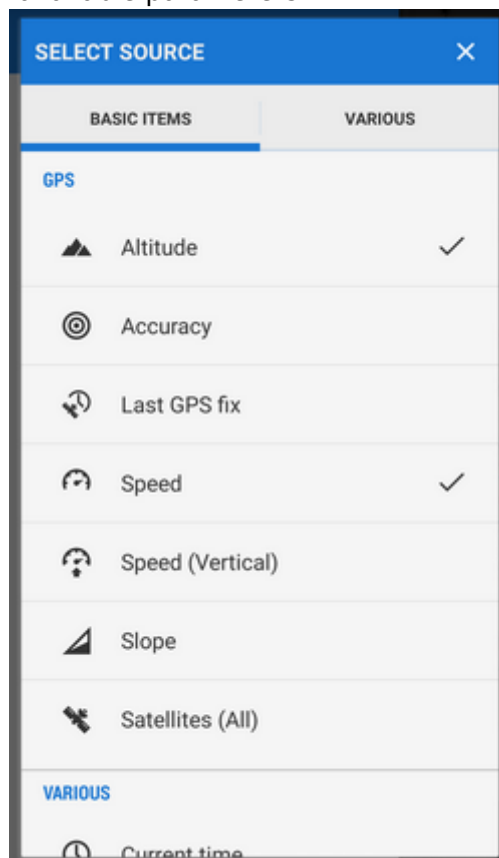 SELECT SOURCE
BASIC ITEMS VARIOUS
GPS
Altitude
Accuracy
Last GPS fix
Speed
Speed (Vertical)
Slope
Satellites (All)
VARIOUS
Current time